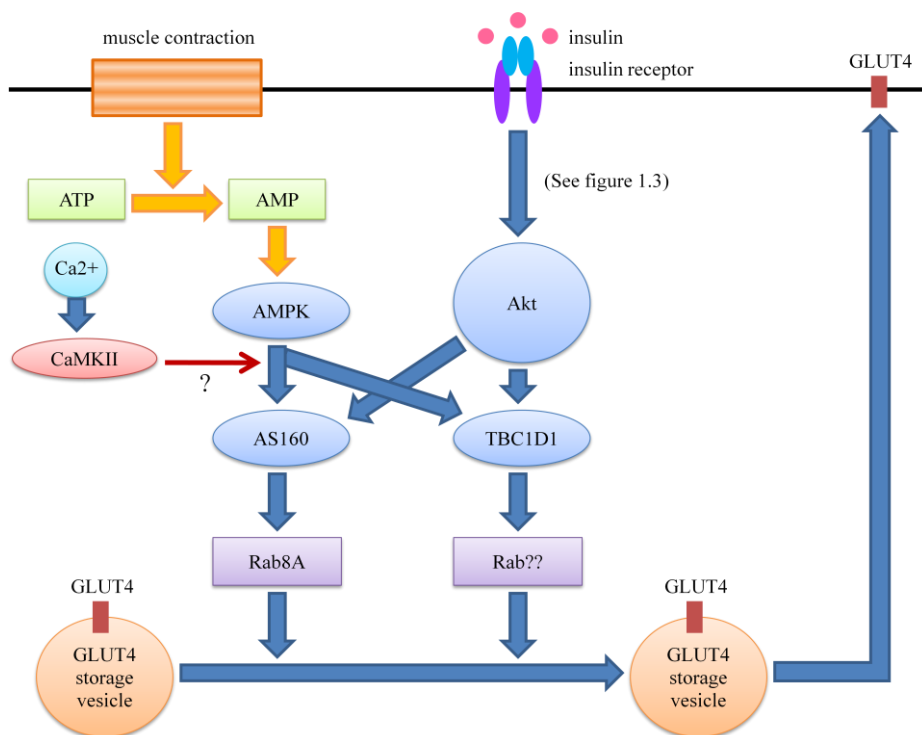 muscle contraction
insulin
insulin receptor
GLUT4
(See figure 1.3)
ATP
AMP
Ca2+
AMPK
Akt
CaMKII
?
AS160
TBC1D1
Rab8A
Rab??
GLUT4
GLUT4
storage
vesicle
GLUT4
GLUT4
storage
vesicle